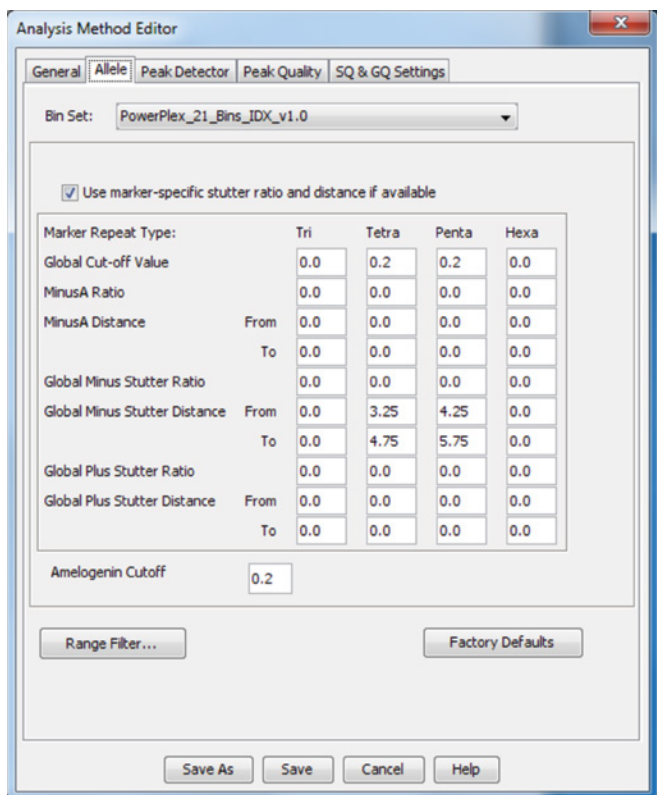 Analysis Method Editor
General Allele Peak Detector Peak Quality SQ & GQ Settings
Bin Set: PowerPlex_21_Bins_IDX_v1.0
Use marker-specific stutter ratio and distance if available
Marker Repeat Type: Tri Tetra Penta Hexa
Global Cut-off Value 0.0 0.2 0.2 0.0
MinusA Ratio 0.0 0.0 0.0 0.0
MinusA Distance From 0.0 0.0 0.0 0.0
To 0.0 0.0 0.0 0.0
Global Minus Stutter Ratio 0.0 0.0 0.0 0.0
Global Minus Stutter Distance From 0.0 3.25 4.25 0.0
To 0.0 4.75 5.75 0.0
Global Plus Stutter Ratio 0.0 0.0 0.0 0.0
Global Plus Stutter Distance From 0.0 0.0 0.0 0.0
To 0.0 0.0 0.0 0.0
Amelogenin Cutoff 0.2
Range Filter... Factory Defaults
Save As Save Cancel Help